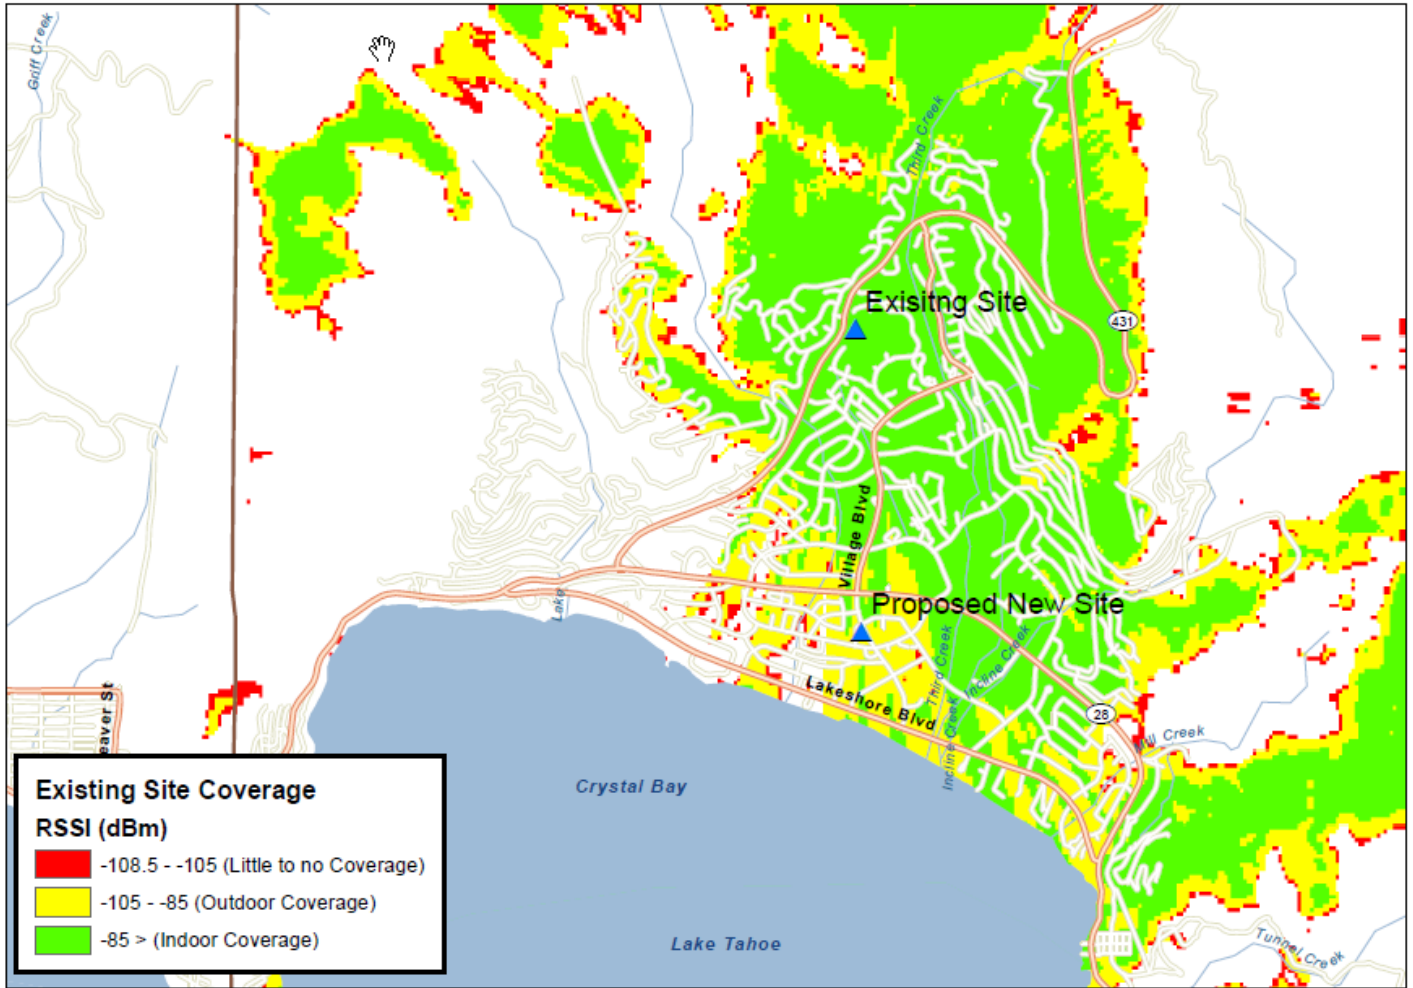 Griff Creek
Third Creek
Exisitng Site
431
Village Blvd
Lake
Proposed New Site
Third Creek
Incline Creek
Incline Creek
Lakeshore Blvd
28
Mill Creek
eaver St
Crystal Bay
Lake Tahoe
Tunnel Creek
Existing Site Coverage
RSSI (dBm)
-108.5 - -105 (Little to no Coverage)
-105 - -85 (Outdoor Coverage)
-85 > (Indoor Coverage)